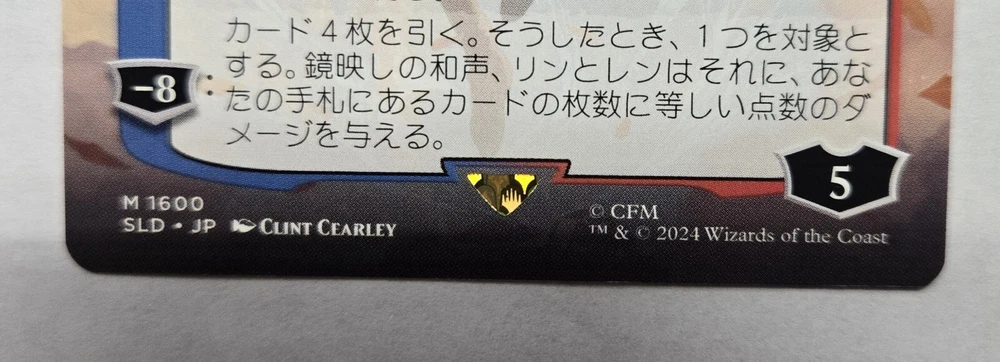 カード4枚を引く。そうしたとき、1つを対象と
する。鏡映しの和声、リンとレンはそれに、あな
たの手札にあるカードの枚数に等しい点数のダ
メージを与える。
−8 :
5
M 1600
SLD • JP CLINT CEARLEY
© CFM
™ & © 2024 Wizards of the Coast